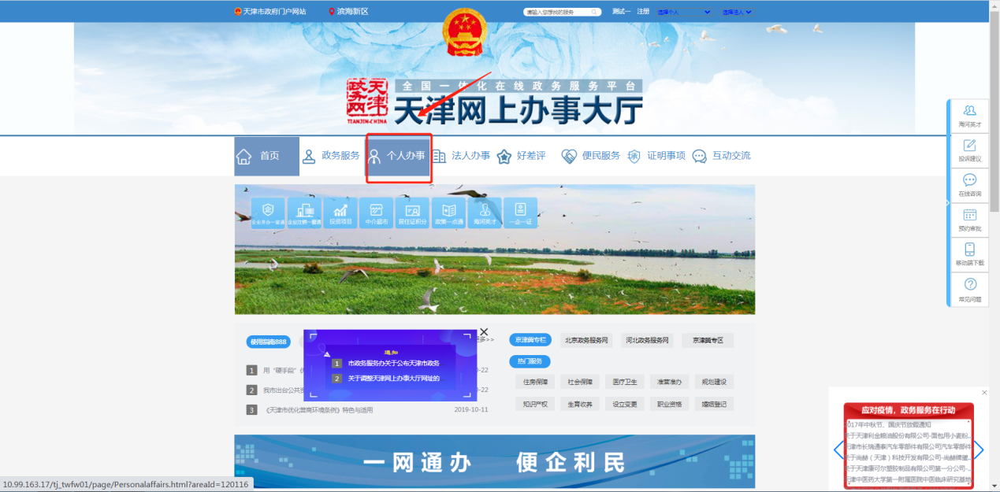 天津市政府门户网站
滨海新区
请输入您想找的服务
测试一
注册
选择个人
选择法人
政务网
天津
TIANJIN·CHINA
全国一体化在线政务服务平台
天津网上办事大厅
首页
政务服务
个人办事
法人办事
好差评
便民服务
证明事项
互动交流
海河英才
投诉建议
在线咨询
预约审批
移动端下载
常见问题
企业开办一窗通
企业注销一窗通
投资项目
中介超市
居住证积分
政策一点通
海河英才
一企一证
使用指南888
更多>>
1 用“硬手段”优
0-22
2 我市出台公共资
0-22
3 《天津市优化营商环境条例》特色与适用
2019-10-11
通知
1 市政务服务办关于公布天津市政务
2 关于调整天津网上办事大厅网址的
京津冀专栏
北京政务服务网
河北政务服务网
京津冀专区
热门服务
住房保障
社会保障
医疗卫生
准营准办
规划建设
知识产权
生育收养
设立变更
职业资格
婚姻登记
一网通办 便企利民
应对疫情，政务服务在行动
017年中秋节、国庆节放假通知
关于天津利金粮油股份有限公司-面包用小麦粉...
天津市长瑞通泰汽车零部件有限公司汽车零部件
关于尚赫（天津）科技发展有限公司-尚赫牌螺...
关于天津康可尔塑胶制品有限公司第一分公司-...
天津中医药大学第一附属医院中医临床研究基地
10.99.163.17/tj_twfw01/page/Personalaffairs.html?areaId=120116